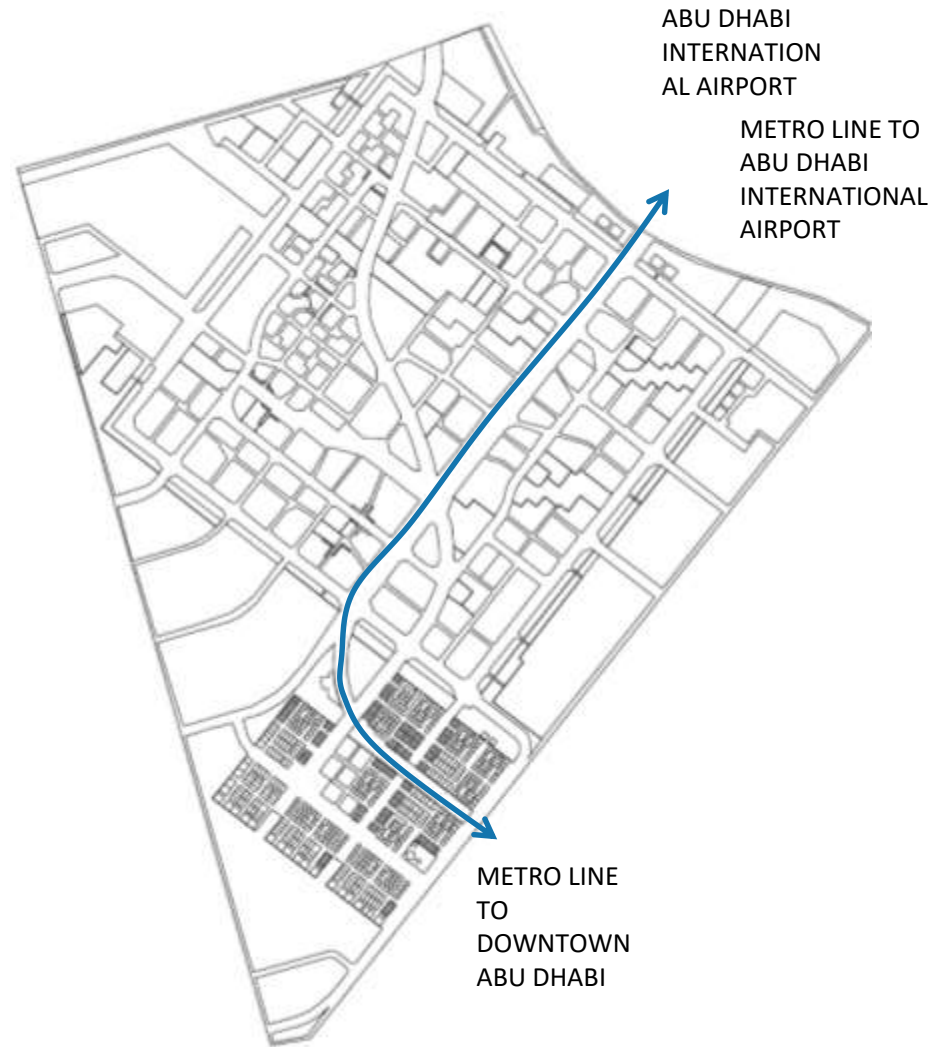 ABU DHABI
INTERNATION
AL AIRPORT
METRO LINE TO
ABU DHABI
INTERNATIONAL
AIRPORT
METRO LINE
TO
DOWNTOWN
ABU DHABI